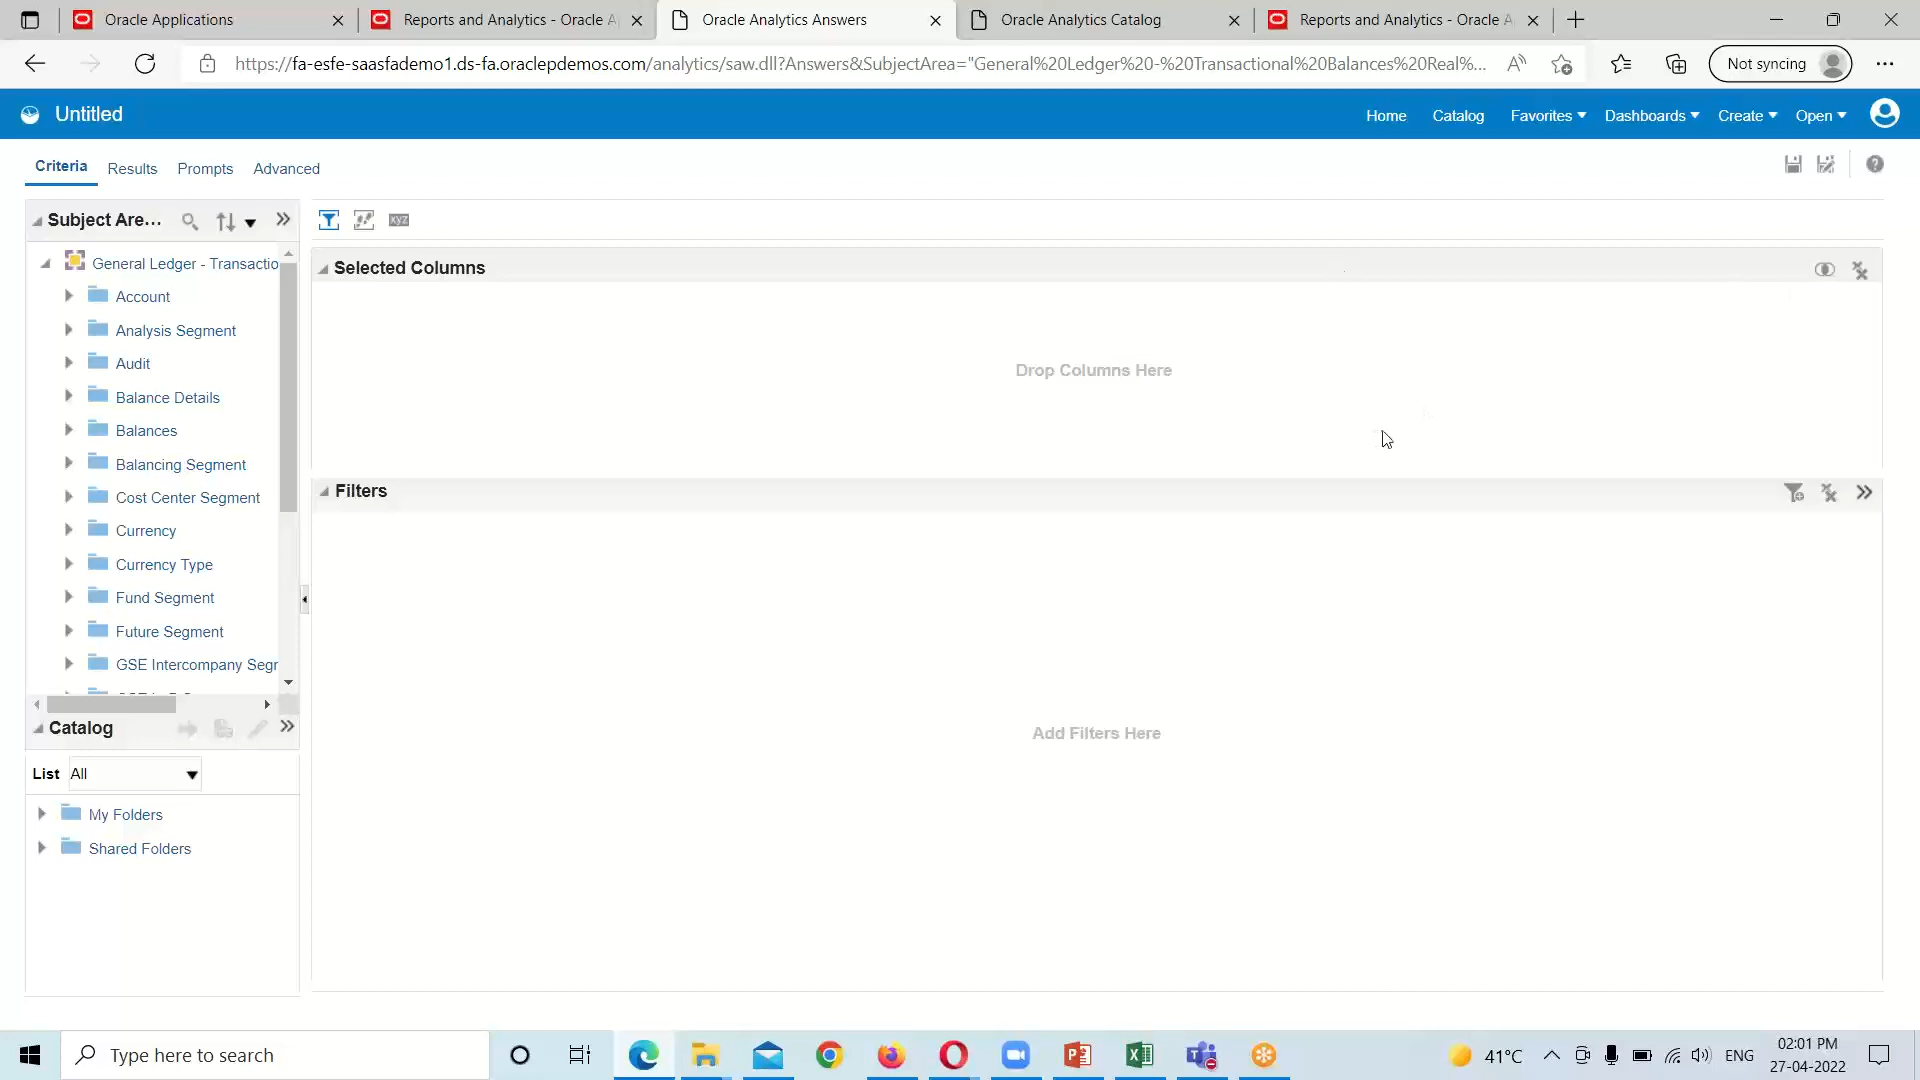 Oracle Applications
Reports and Analytics - Oracle A
Oracle Analytics Answers
Oracle Analytics Catalog
Reports and Analytics - Oracle A
https://fa-esfe-saasfademo1.ds-fa.oraclepdemos.com/analytics/saw.dll?Answers&SubjectArea="General%20Ledger%20-%20Transactional%20Balances%20Real%...
Not syncing
Untitled
Home
Catalog
Favorites
Dashboards
Create
Open
Criteria
Results
Prompts
Advanced
Subject Are...
xyz
General Ledger - Transactio
Account
Analysis Segment
Audit
Balance Details
Balances
Balancing Segment
Cost Center Segment
Currency
Currency Type
Fund Segment
Future Segment
GSE Intercompany Segr
Selected Columns
Drop Columns Here
Filters
Add Filters Here
Catalog
List All
My Folders
Shared Folders
Type here to search
41°C
ENG
02:01 PM
27-04-2022